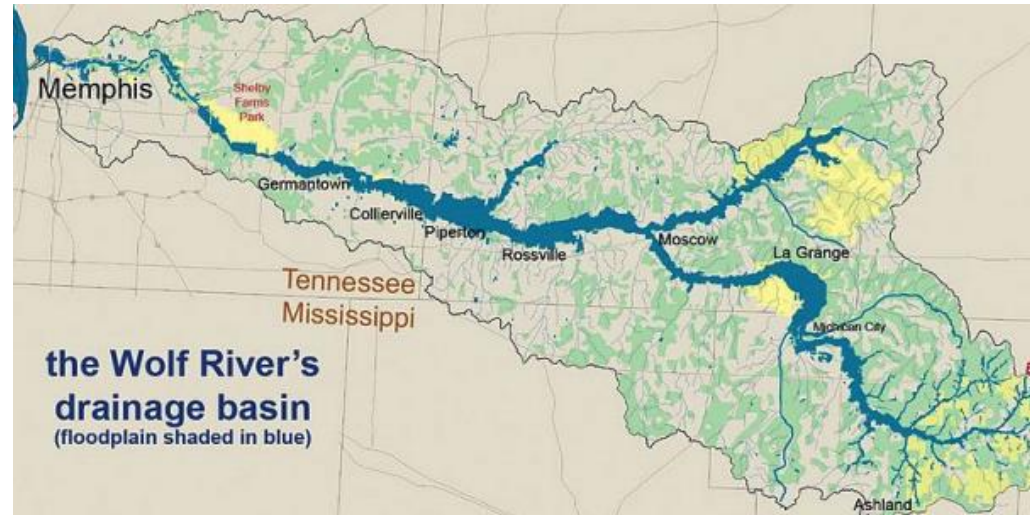 Memphis
Shelby
Farms
Park
Germantown
Collierville
Piperton
Rossville
Moscow
La Grange
Tennessee
Mississippi
Michigan City
the Wolf River's
drainage basin
(floodplain shaded in blue)
Ashland